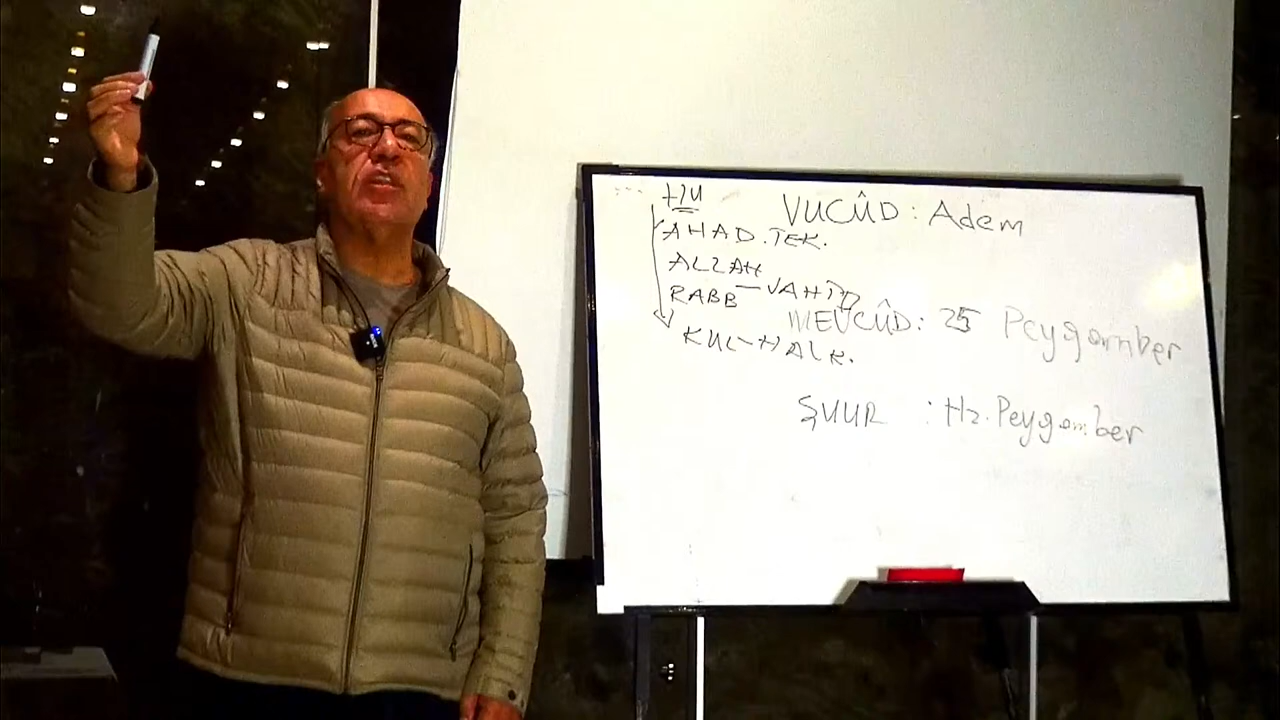 HU
VUCÛD : Adem
AHAD. TEK.
ALLAH
RABB — VAHİD
MEVCÛD: 25 Peygamber
KUL-HALK.
ŞUUR : Hz. Peygamber